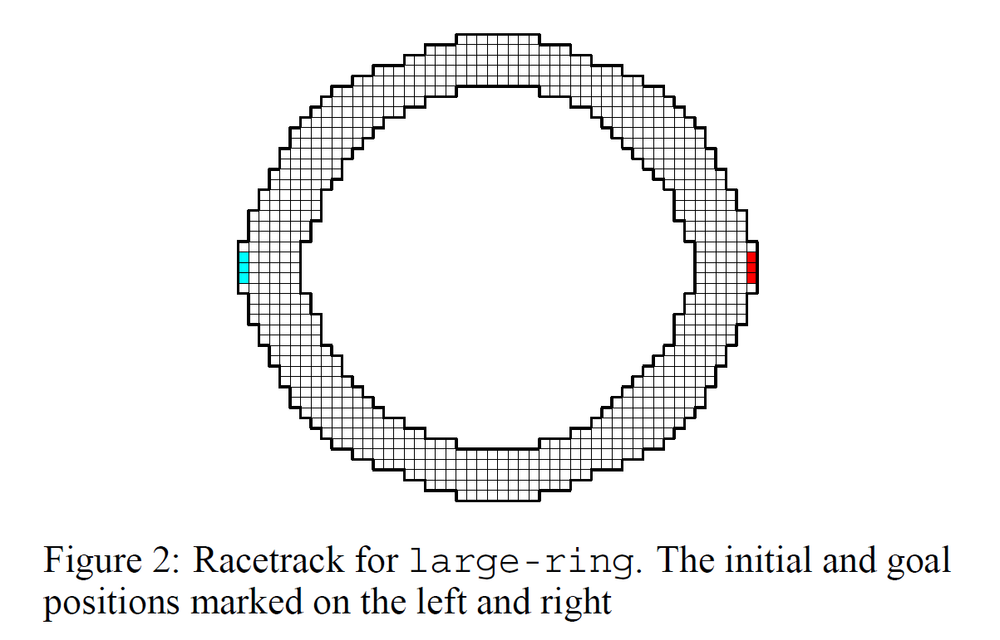 Figure 2: Racetrack for large-ring. The initial and goal
positions marked on the left and right